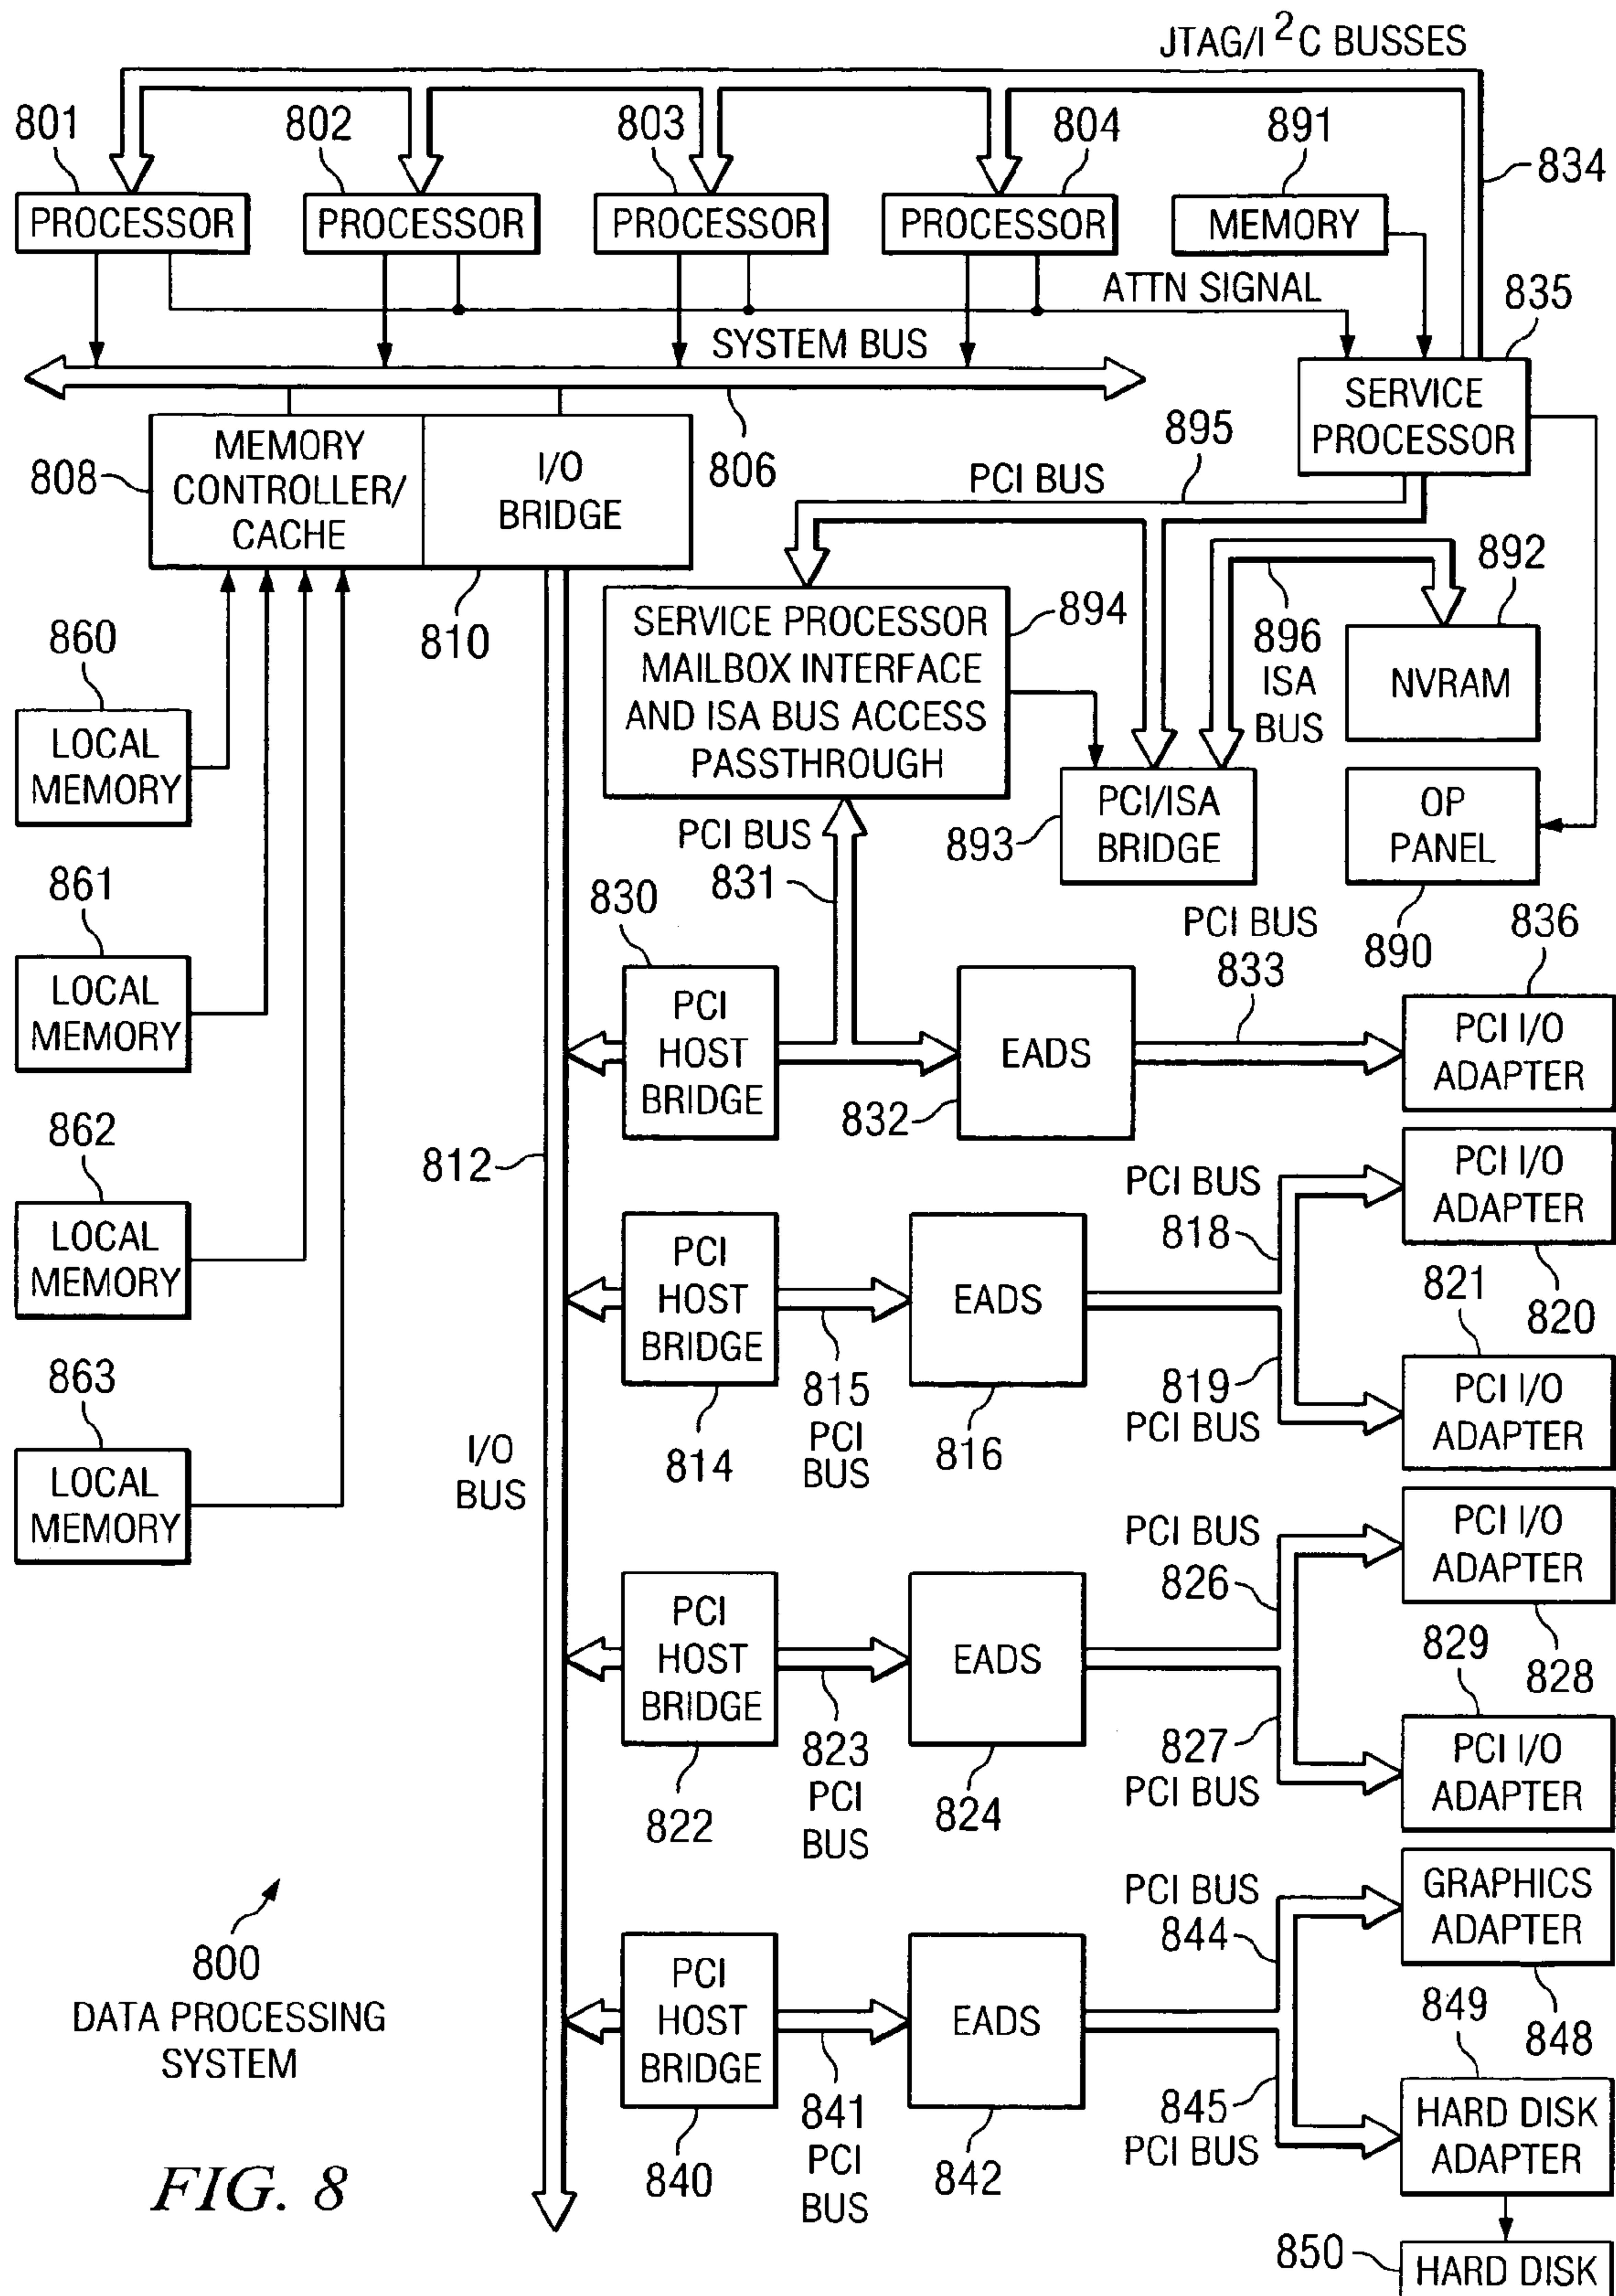 JTAG/I²C BUSSES
801
802
803
804
891
834
PROCESSOR
PROCESSOR
PROCESSOR
PROCESSOR
MEMORY
ATTN SIGNAL
835
SYSTEM BUS
SERVICE
PROCESSOR
808
MEMORY
CONTROLLER/
CACHE
I/O
BRIDGE
806
895
PCI BUS
810
SERVICE PROCESSOR
MAILBOX INTERFACE
AND ISA BUS ACCESS
PASSTHROUGH
894
896
ISA
BUS
892
NVRAM
860
LOCAL
MEMORY
PCI BUS
831
893
PCI/ISA
BRIDGE
OP
PANEL
890
861
LOCAL
MEMORY
830
PCI
HOST
BRIDGE
EADS
832
PCI BUS
833
836
PCI I/O
ADAPTER
862
LOCAL
MEMORY
812
PCI
HOST
BRIDGE
814
815
PCI
BUS
EADS
816
PCI BUS
818
819
PCI BUS
PCI I/O
ADAPTER
820
821
PCI I/O
ADAPTER
863
LOCAL
MEMORY
I/O
BUS
PCI
HOST
BRIDGE
822
823
PCI
BUS
EADS
824
PCI BUS
826
827
PCI BUS
PCI I/O
ADAPTER
828
829
PCI I/O
ADAPTER
800
DATA PROCESSING
SYSTEM
PCI
HOST
BRIDGE
840
841
PCI
BUS
EADS
842
PCI BUS
844
845
PCI BUS
GRAPHICS
ADAPTER
848
849
HARD DISK
ADAPTER
850
HARD DISK
FIG. 8